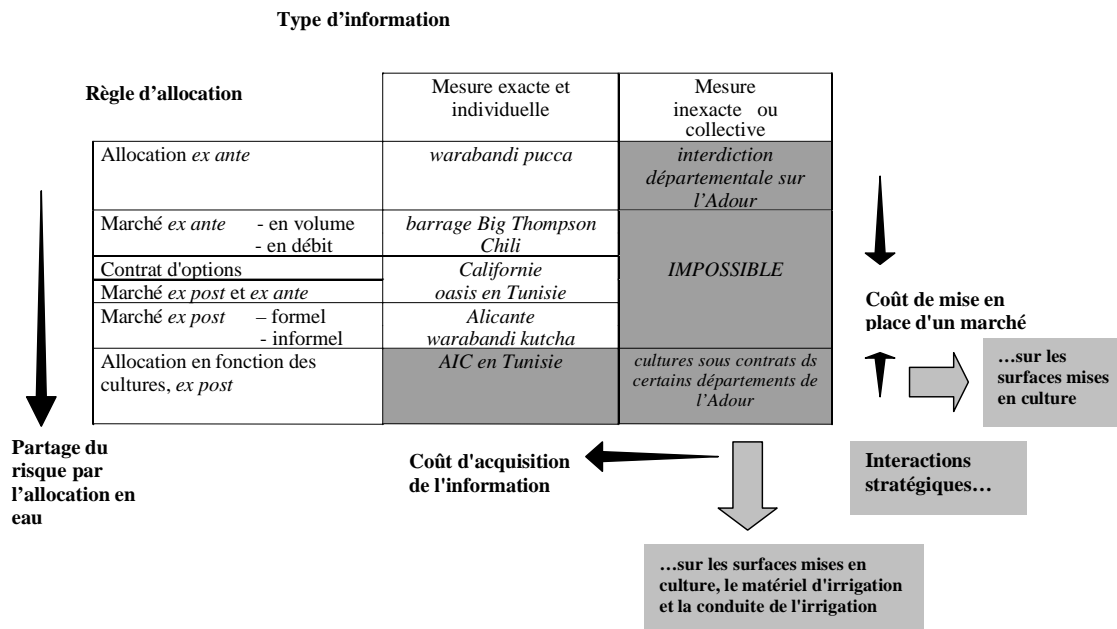 Type d'information
Règle d'allocation
Mesure exacte et
individuelle
Mesure
inexacte ou
collective
Allocation ex ante
warabandi pucca
interdiction
départementale sur
l'Adour
Marché ex ante - en volume
- en débit
barrage Big Thompson
Chili
Contrat d'options
Californie
IMPOSSIBLE
Marché ex post et ex ante
oasis en Tunisie
Marché ex post – formel
- informel
Alicante
warabandi kutcha
Allocation en fonction des
cultures, ex post
AIC en Tunisie
cultures sous contrats ds
certains départements de
l'Adour
Coût de mise en
place d'un marché
…sur les
surfaces mises
en culture
Partage du
risque par
l'allocation en
eau
Coût d'acquisition
de l'information
Interactions
stratégiques…
…sur les surfaces mises en
culture, le matériel d'irrigation
et la conduite de l'irrigation